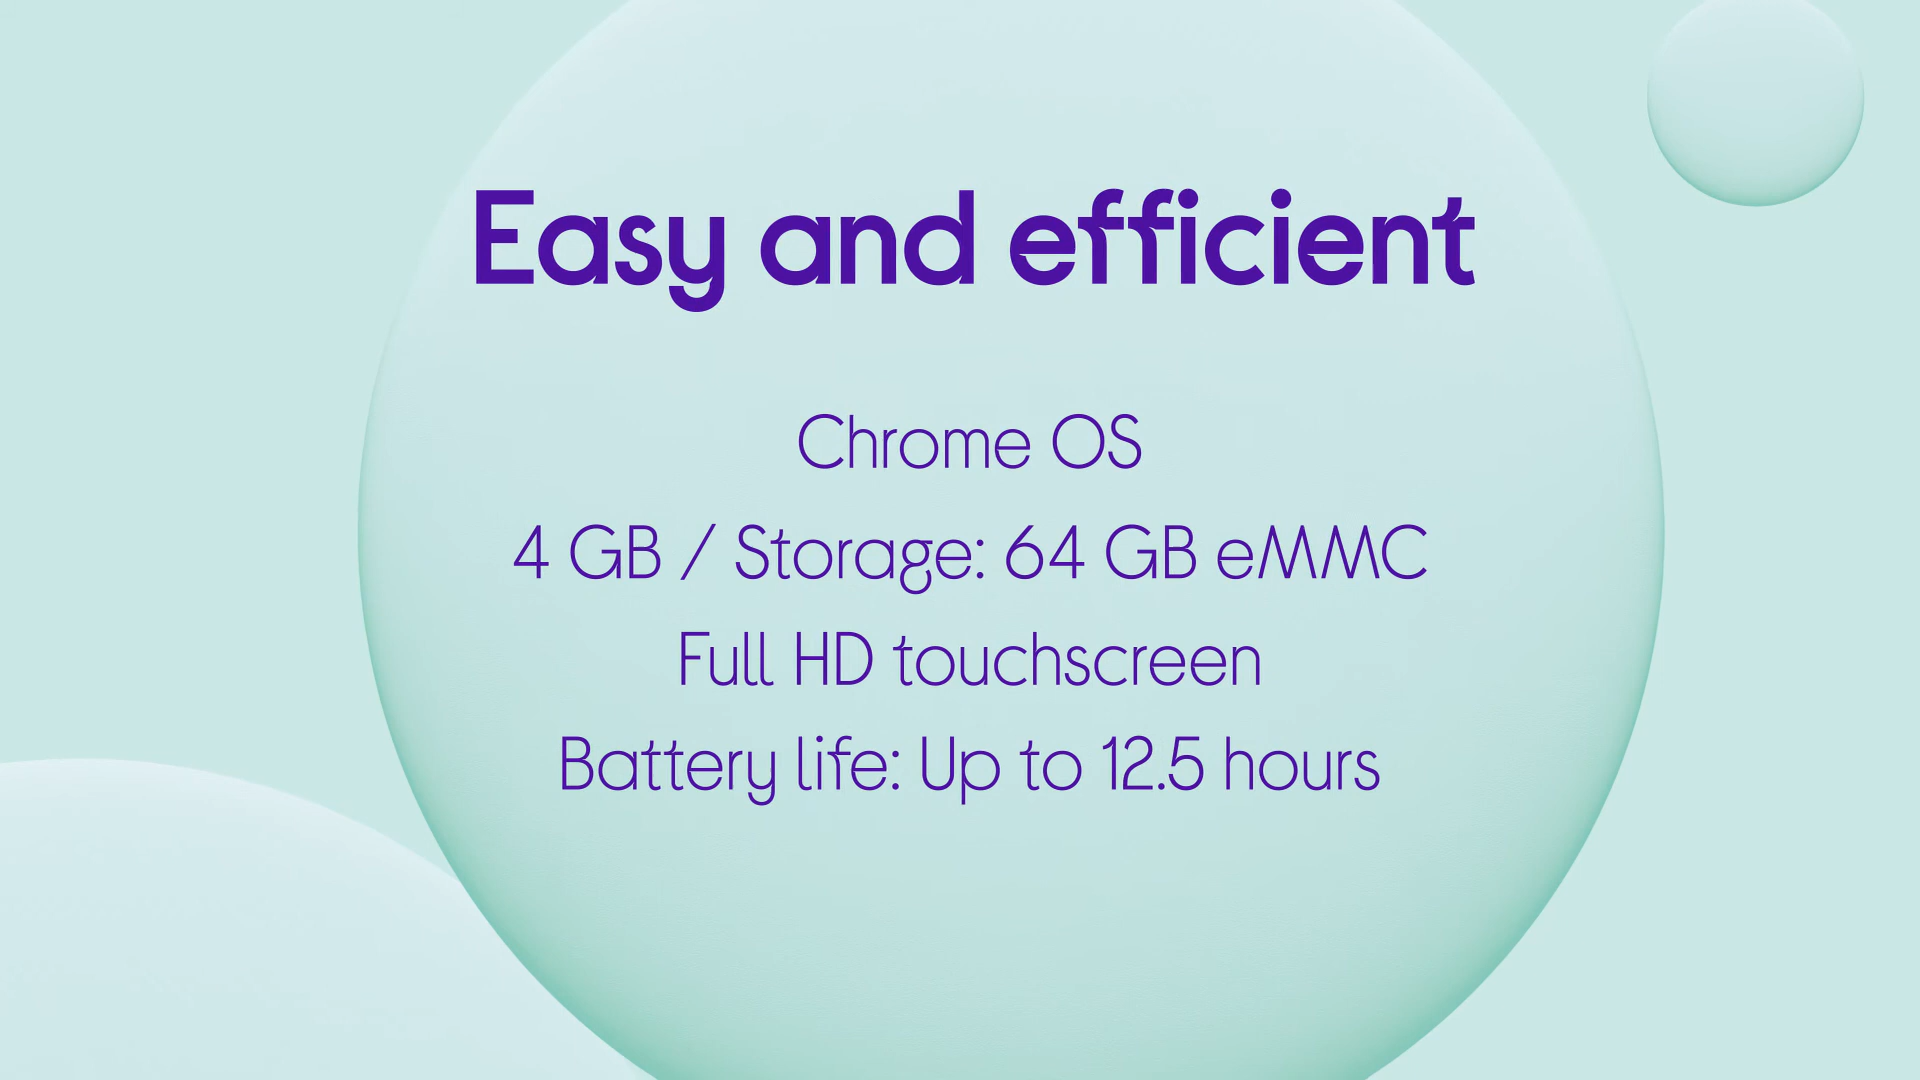 Easy and efficient
Chrome OS
4 GB / Storage: 64 GB eMMC
Full HD touchscreen
Battery life: Up to 12.5 hours